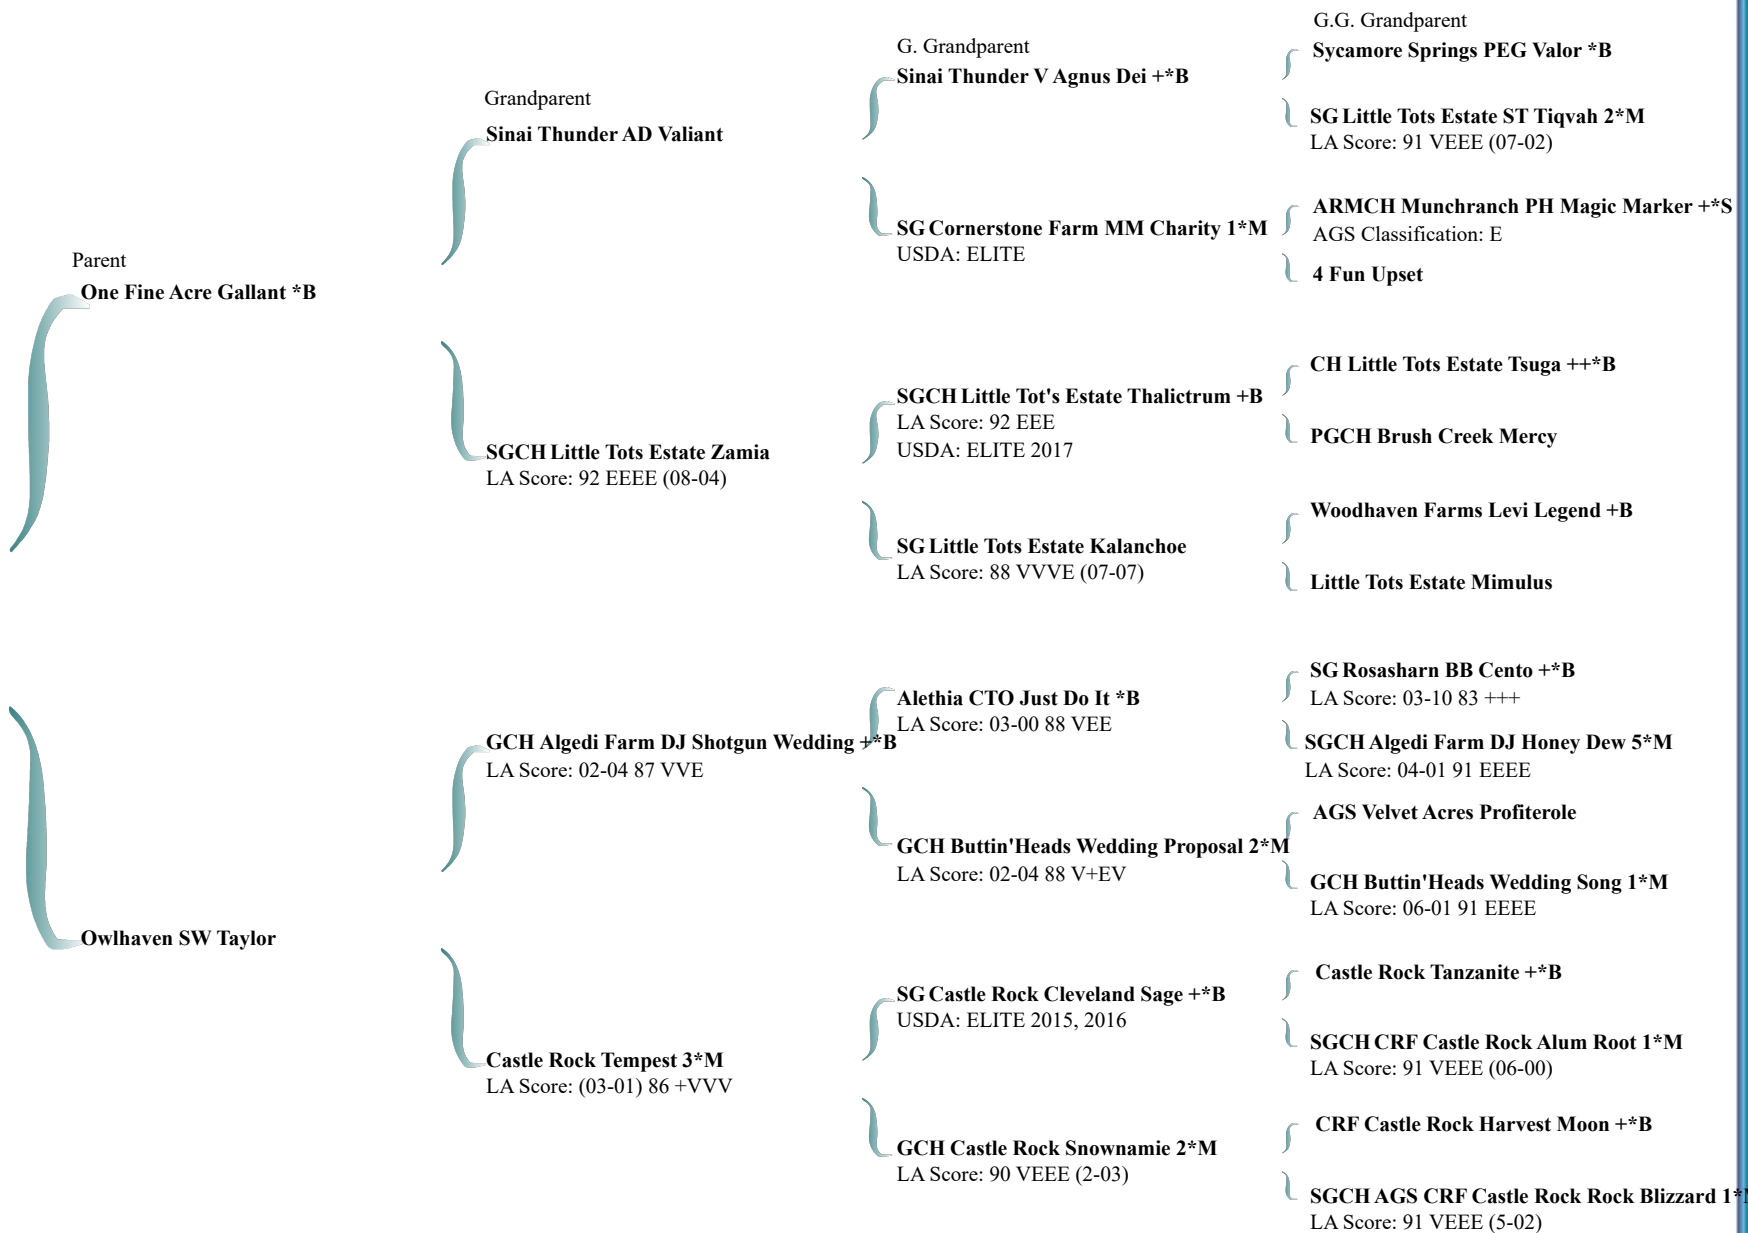 Parent
One Fine Acre Gallant *B
Owlhaven SW Taylor
Grandparent
Sinai Thunder AD Valiant
SGCH Little Tots Estate Zamia
LA Score: 92 EEEE (08-04)
GCH Algedi Farm DJ Shotgun Wedding +*B
LA Score: 02-04 87 VVE
Castle Rock Tempest 3*M
LA Score: (03-01) 86 +VVV
G. Grandparent
Sinai Thunder V Agnus Dei +*B
SG Cornerstone Farm MM Charity 1*M
USDA: ELITE
SGCH Little Tot's Estate Thalictrum +B
LA Score: 92 EEE
USDA: ELITE 2017
SG Little Tots Estate Kalanchoe
LA Score: 88 VVVE (07-07)
Alethia CTO Just Do It *B
LA Score: 03-00 88 VEE
GCH Buttin'Heads Wedding Proposal 2*M
LA Score: 02-04 88 V+EV
SG Castle Rock Cleveland Sage +*B
USDA: ELITE 2015, 2016
GCH Castle Rock Snownamie 2*M
LA Score: 90 VEEE (2-03)
G.G. Grandparent
Sycamore Springs PEG Valor *B
SG Little Tots Estate ST Tiqvah 2*M
LA Score: 91 VEEE (07-02)
ARMCH Munchranch PH Magic Marker +*S
AGS Classification: E
4 Fun Upset
CH Little Tots Estate Tsuga ++*B
PGCH Brush Creek Mercy
Woodhaven Farms Levi Legend +B
Little Tots Estate Mimulus
SG Rosasharn BB Cento +*B
LA Score: 03-10 83 +++
SGCH Algedi Farm DJ Honey Dew 5*M
LA Score: 04-01 91 EEEE
AGS Velvet Acres Profiterole
GCH Buttin'Heads Wedding Song 1*M
LA Score: 06-01 91 EEEE
Castle Rock Tanzanite +*B
SGCH CRF Castle Rock Alum Root 1*M
LA Score: 91 VEEE (06-00)
CRF Castle Rock Harvest Moon +*B
SGCH AGS CRF Castle Rock Rock Blizzard 1*
LA Score: 91 VEEE (5-02)